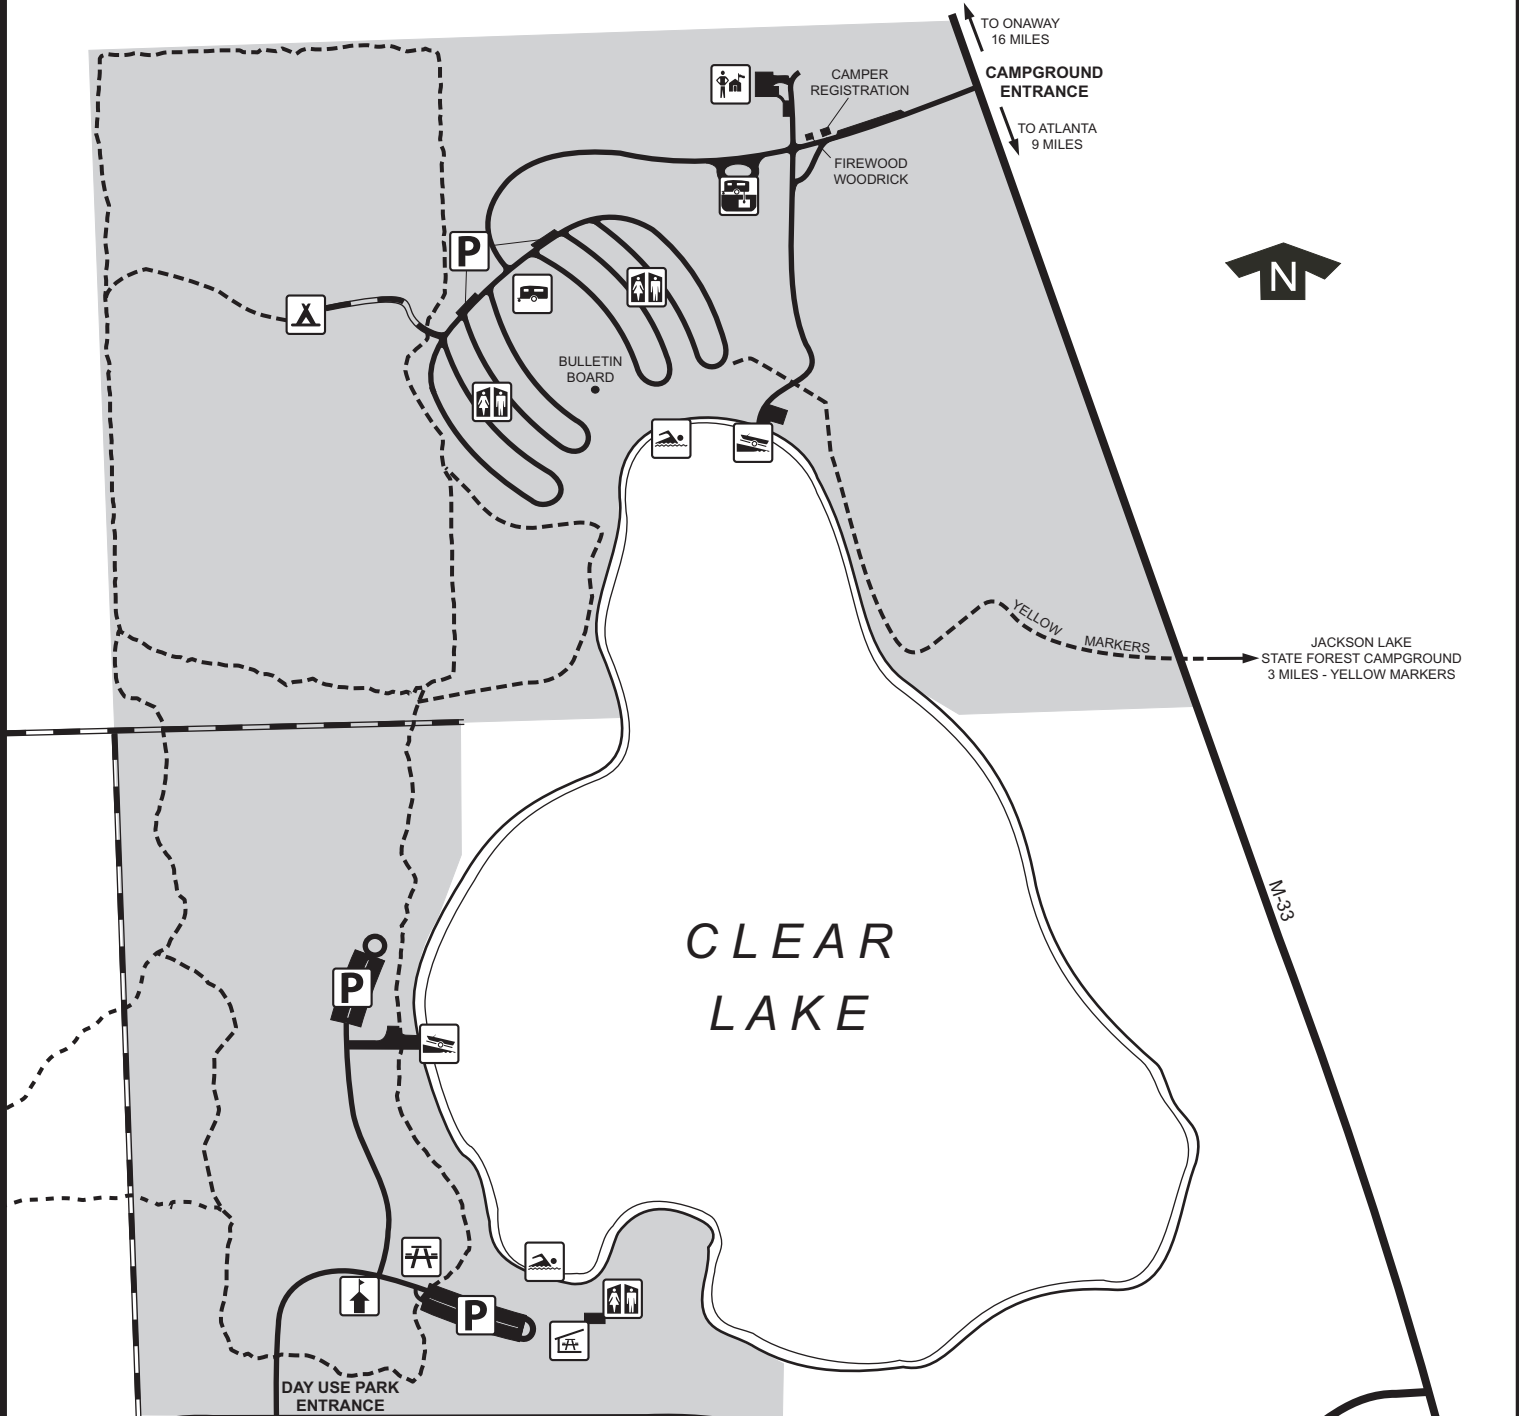 TO ONAWAY
16 MILES
CAMPGROUND
ENTRANCE
TO ATLANTA
9 MILES
CAMPER
REGISTRATION
FIREWOOD
WOODRICK
P
N
BULLETIN
BOARD
YELLOW MARKERS
JACKSON LAKE
STATE FOREST CAMPGROUND
3 MILES - YELLOW MARKERS
M-33
CLEAR
LAKE
P
P
DAY USE PARK
ENTRANCE